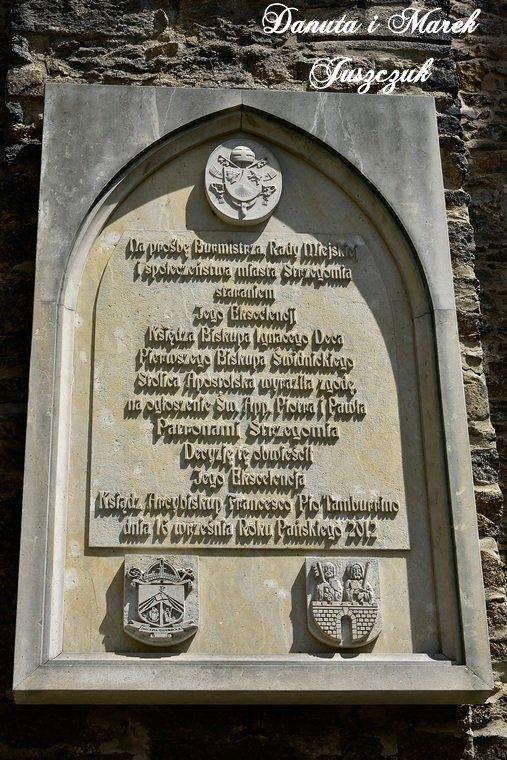 Danuta i Marek
Juszczuk
Na prośbę Burmistrza, Rady Miejskiej
i społeczeństwa miasta Strzegomia
staraniem
Jego Ekscelencji
Księdza Biskupa Ignacego Deca
Pierwszego Biskupa Świdnickiego
Stolica Apostolska wyraziła zgodę
na ogłoszenie Św. App. Piotra i Pawła
Patronami Strzegomia
Decyzję tę obwieścił
Jego Ekscelencja
Ksiądz Arcybiskup Francesco Pio Tamburrino
dnia 16 września Roku Pańskiego 2012